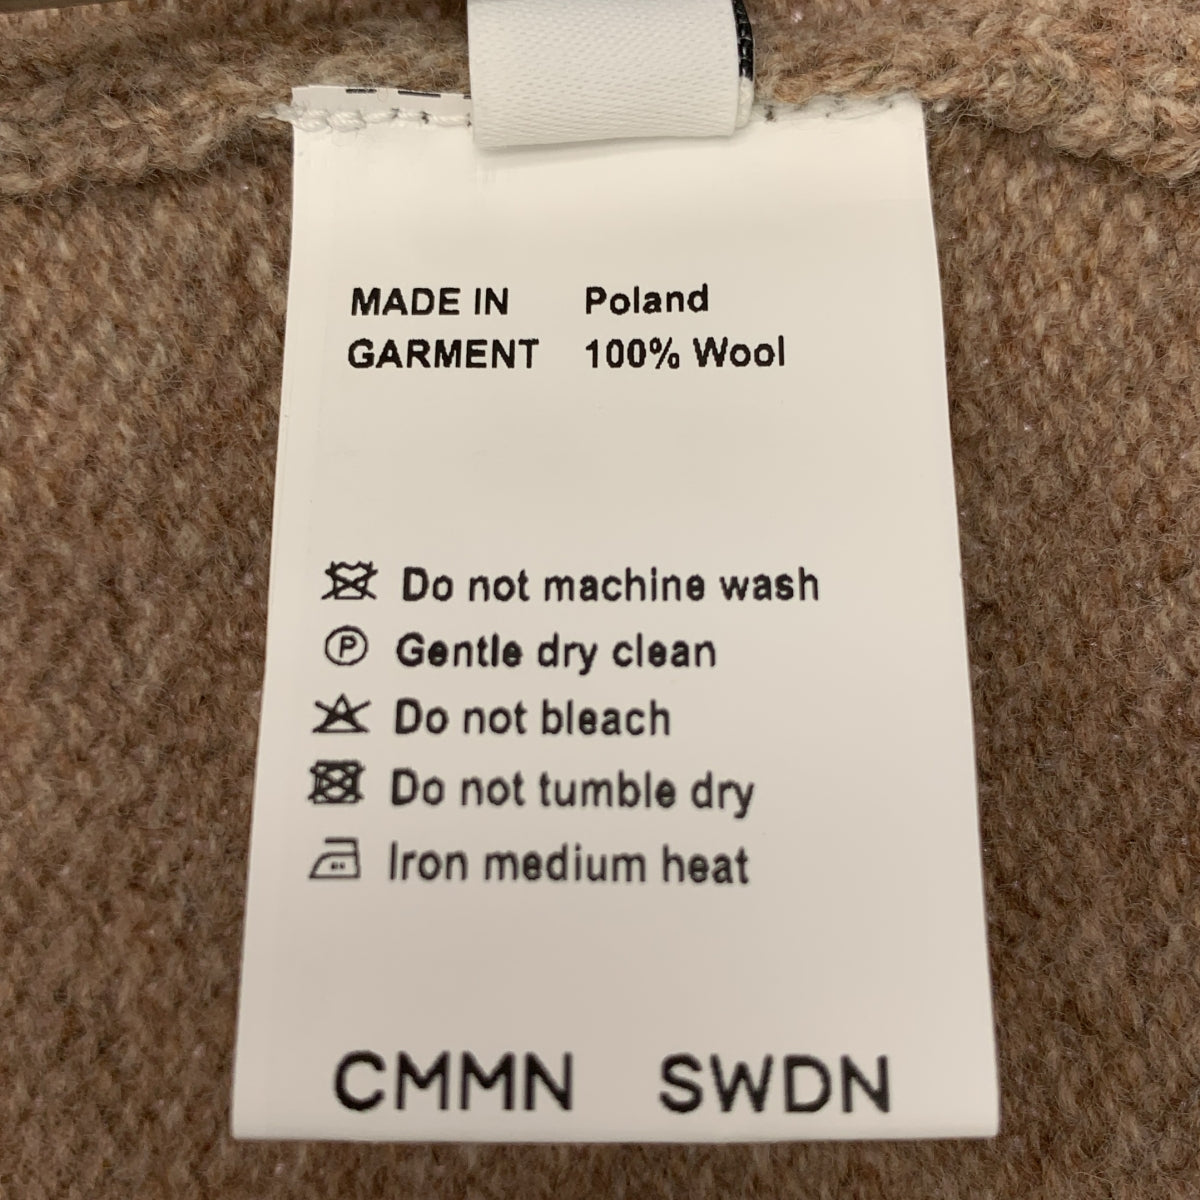 MADE IN Poland
GARMENT 100% Wool
Do not machine wash
P Gentle dry clean
Do not bleach
Do not tumble dry
Iron medium heat
CMMN SWDN